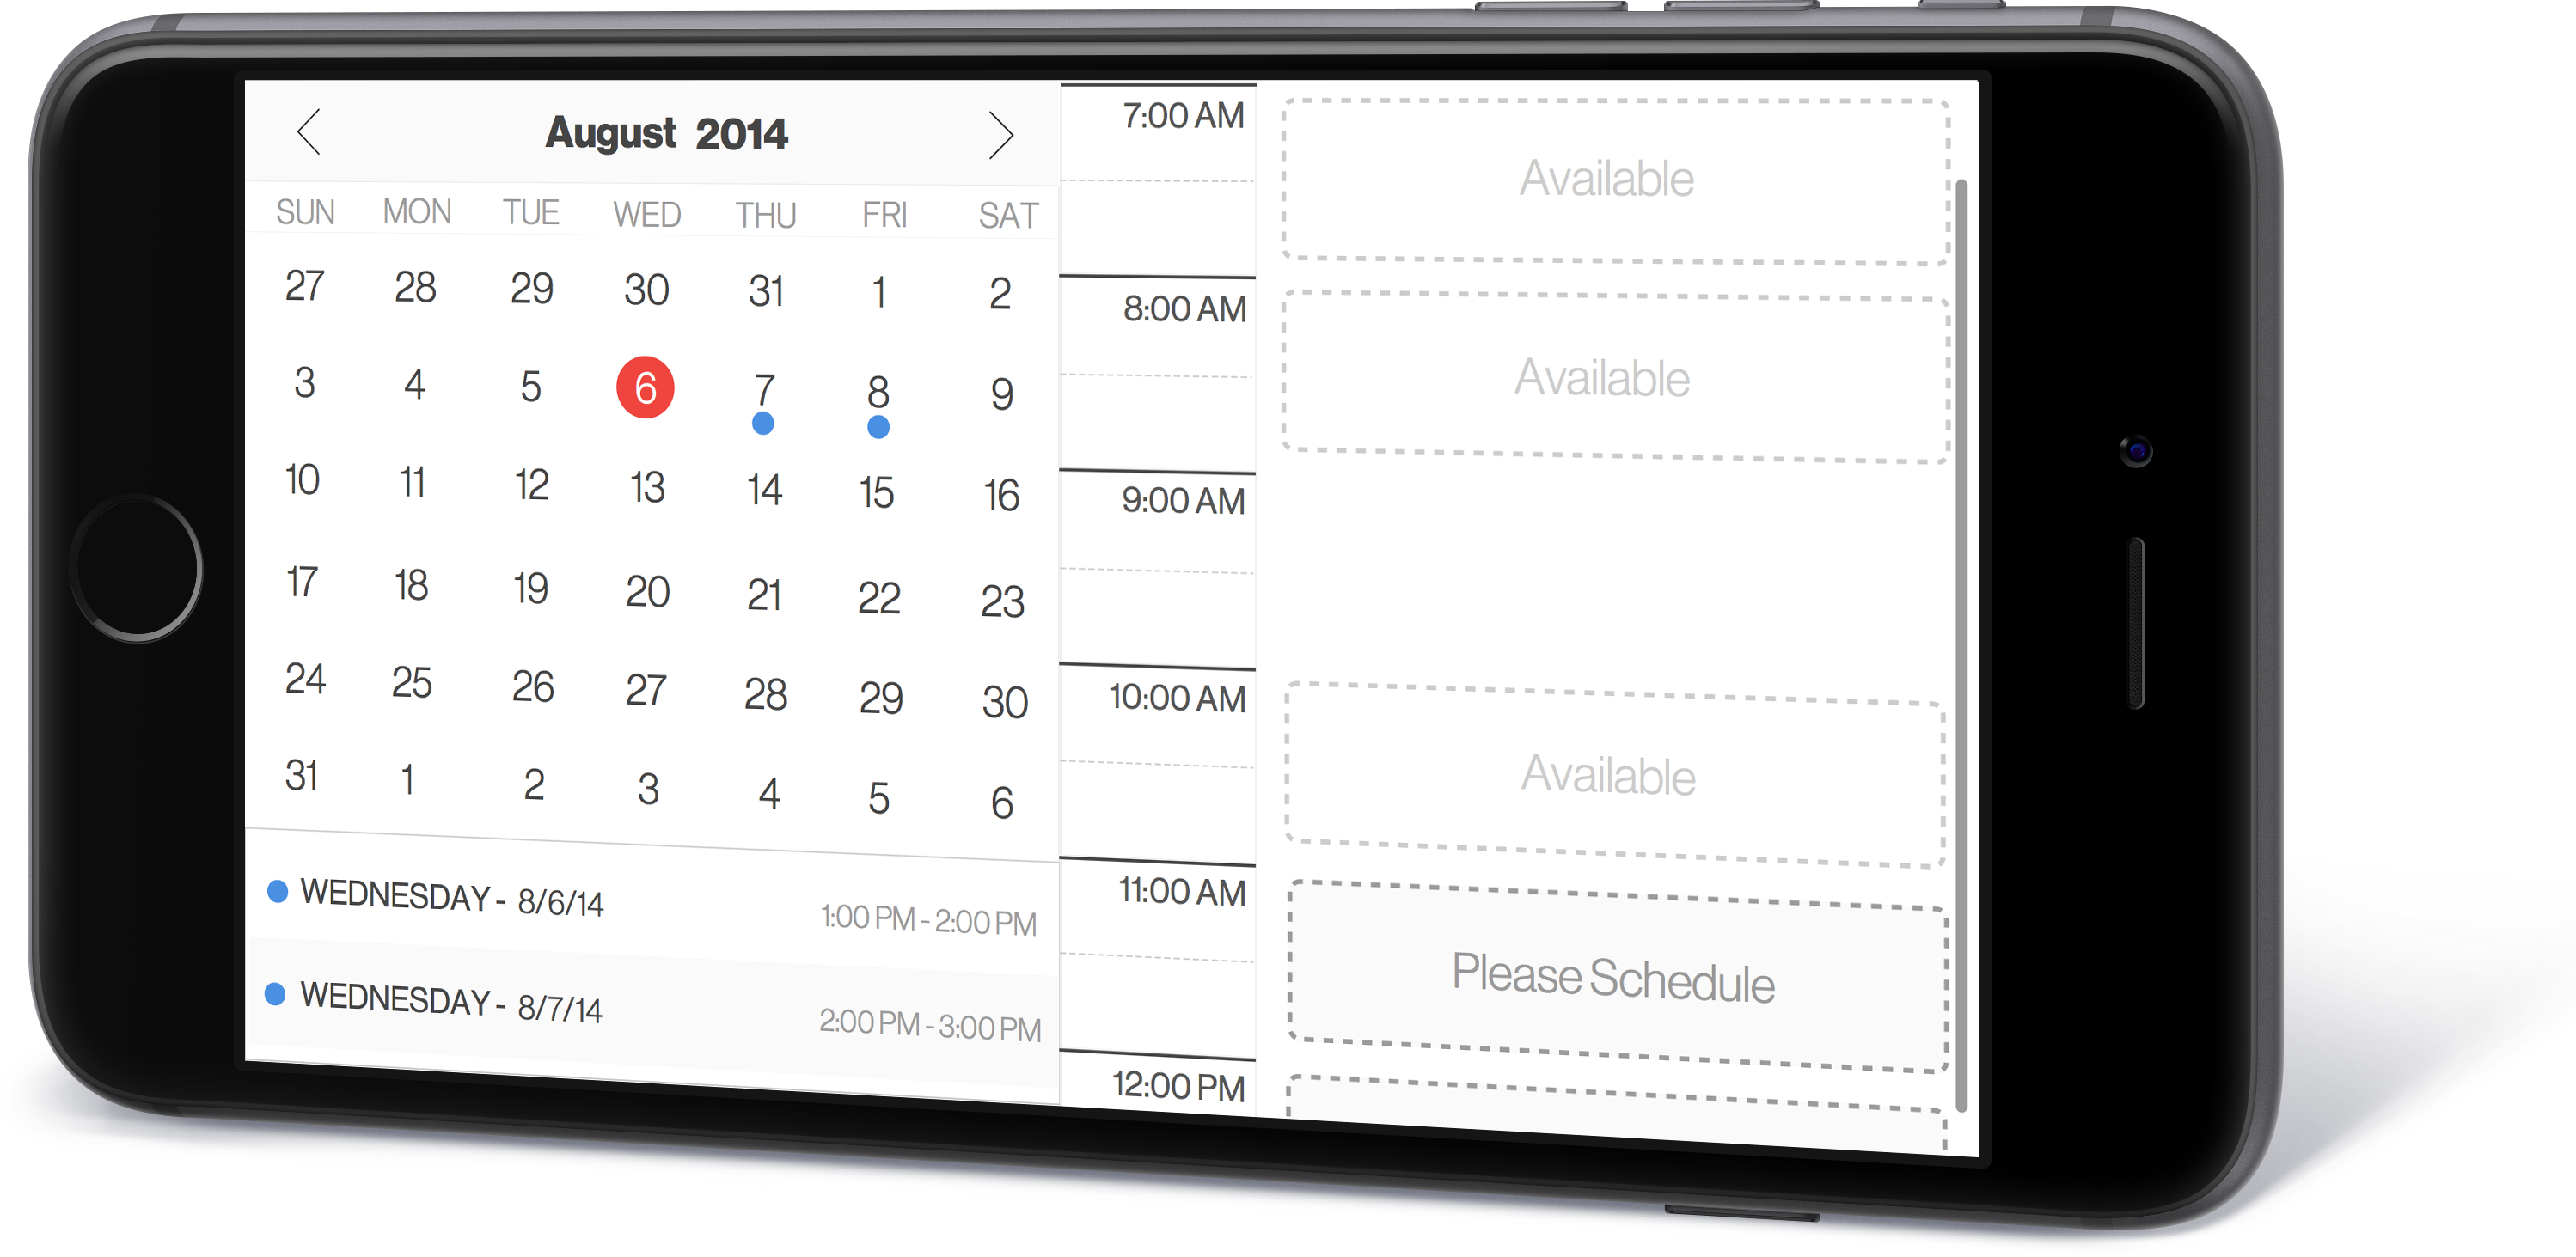 August 2014
SUN MON TUE WED THU FRI SAT
27 28 29 30 31 1 2
3 4 5 6 7 8 9
10 11 12 13 14 15 16
17 18 19 20 21 22 23
24 25 26 27 28 29 30
31 1 2 3 4 5 6
WEDNESDAY - 8/6/14 1:00 PM - 2:00 PM
WEDNESDAY - 8/7/14 2:00 PM - 3:00 PM
7:00 AM
Available
8:00 AM
Available
9:00 AM
10:00 AM
Available
11:00 AM
Please Schedule
12:00 PM